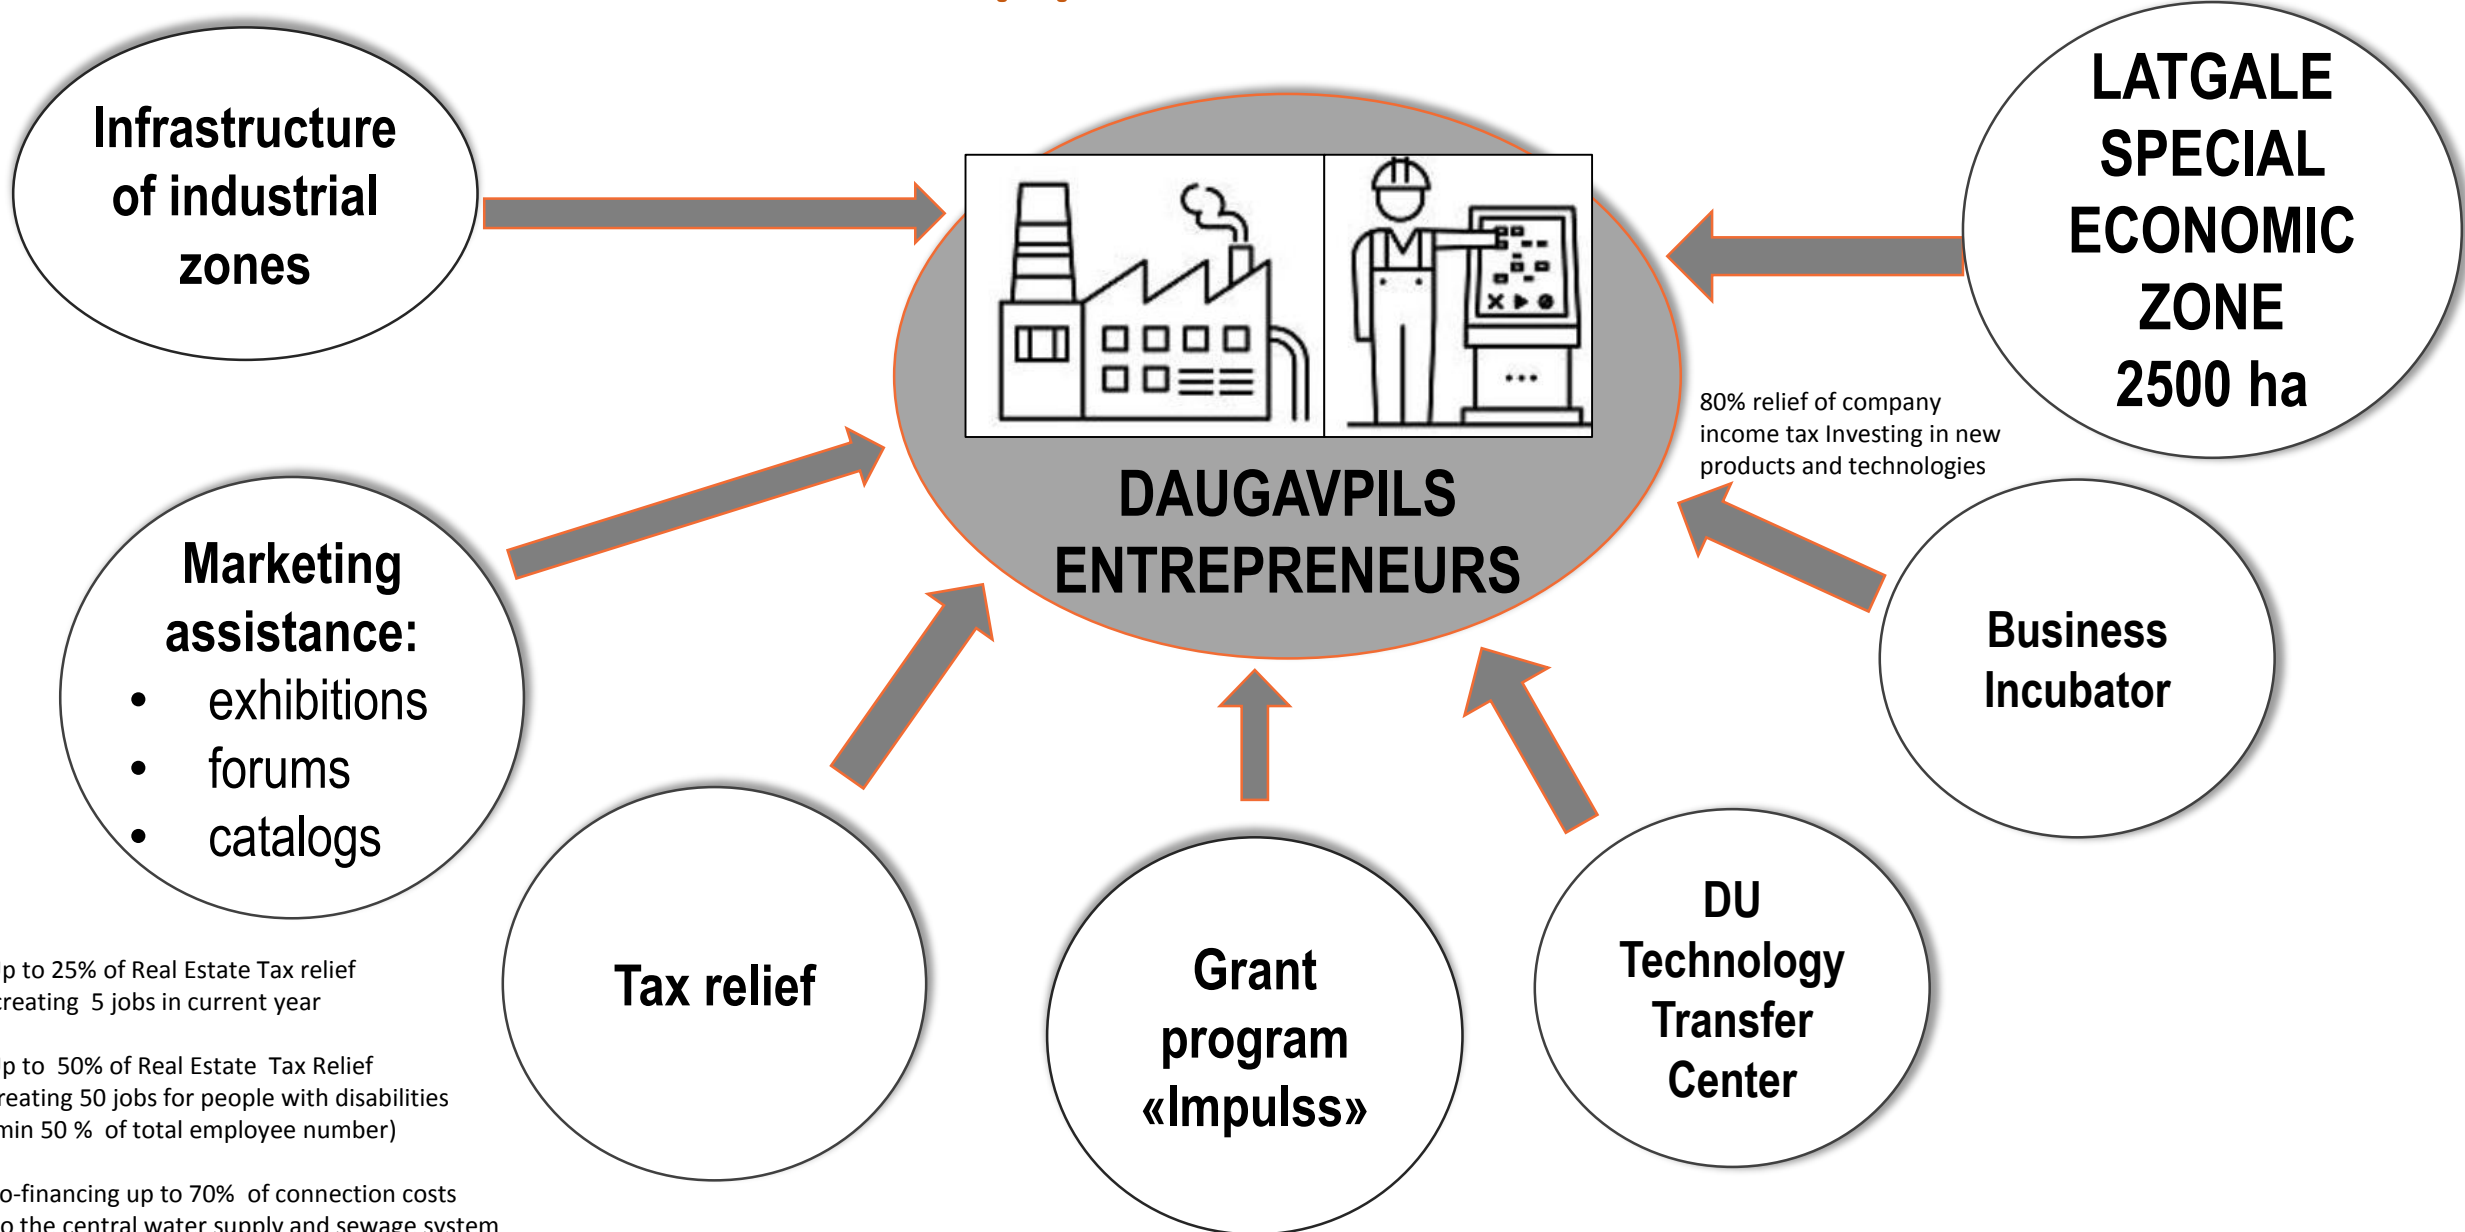 Infrastructure
of industrial
zones
LATGALE
SPECIAL
ECONOMIC
ZONE
2500 ha
DAUGAVPILS
ENTREPRENEURS
80% relief of company
income tax Investing in new
products and technologies
Marketing
assistance:
• exhibitions
• forums
• catalogs
Business
Incubator
Tax relief
Grant
program
«Impulss»
DU
Technology
Transfer
Center
to 25% of Real Estate Tax relief
creating 5 jobs in current year
to 50% of Real Estate Tax Relief
reating 50 jobs for people with disabilities
min 50 % of total employee number)
o-financing up to 70% of connection costs
o the central water supply and sewage system